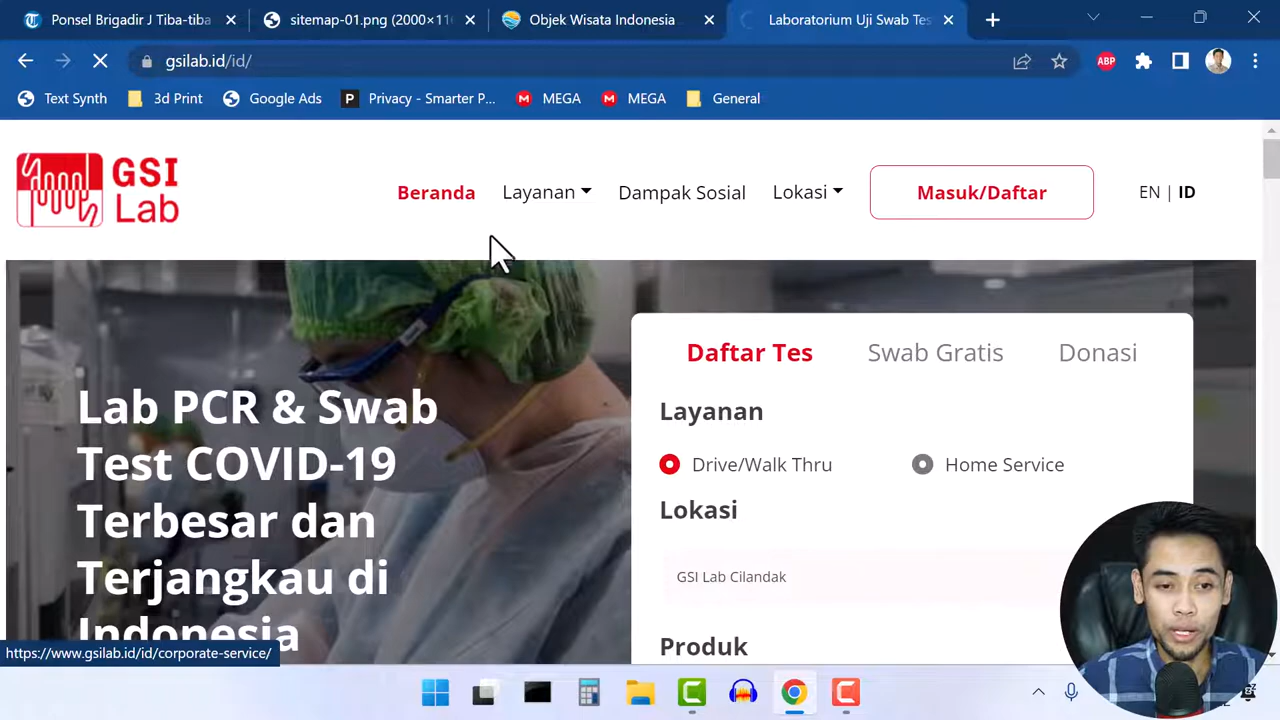 Ponsel Brigadir J Tiba-tiba
sitemap-01.png (2000×11
Objek Wisata Indonesia
Laboratorium Uji Swab Tes
gsilab.id/id/
ABP
Text Synth
3d Print
Google Ads
P
Privacy - Smarter P...
M
MEGA
M
MEGA
General
GSI
Lab
Beranda
Layanan
Dampak Sosial
Lokasi
Masuk/Daftar
EN | ID
Lab PCR & Swab
Test COVID-19
Terbesar dan
Terjangkau di
Indonesia
Daftar Tes
Swab Gratis
Donasi
Layanan
Drive/Walk Thru
Home Service
Lokasi
GSI Lab Cilandak
Produk
https://www.gsilab.id/id/corporate-service/